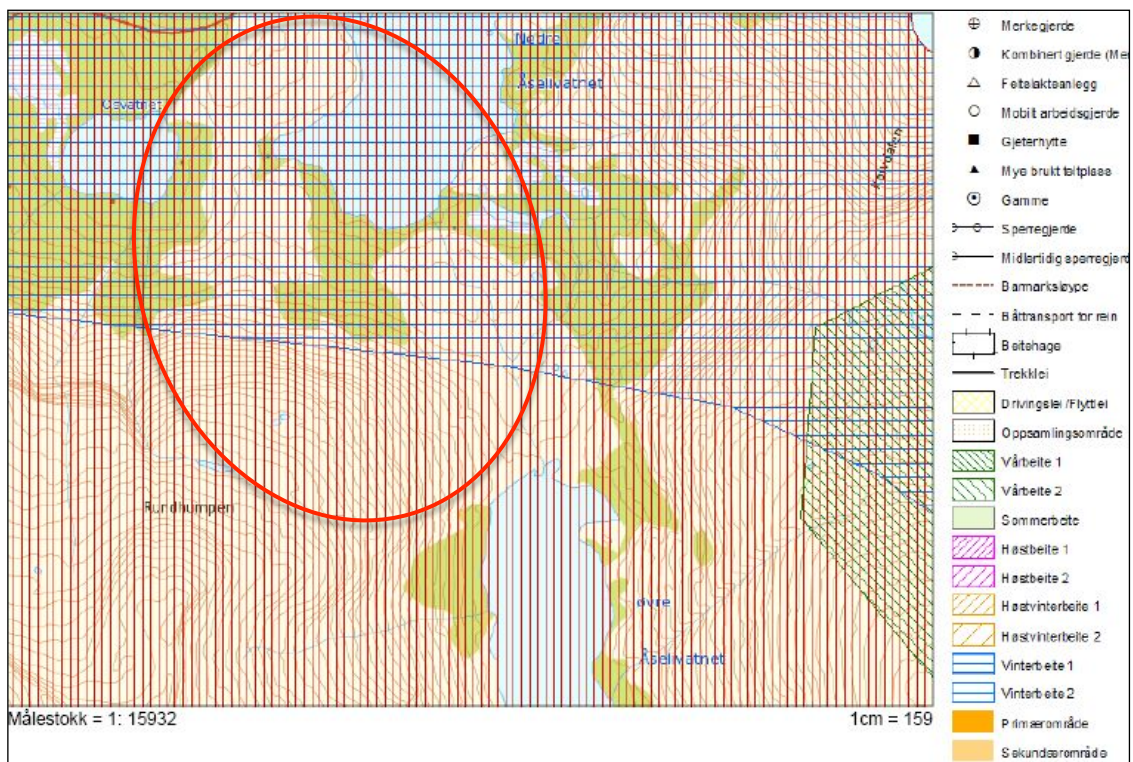 Nedre
Åselivatnet
Osvatnet
Rundhumpen
øvre
Åselivatnet
Målestokk = 1: 15932
1cm = 159
Merkegjerde
Kombinert gjerde (Mer
Feltslakteanlegg
Mobilt arbeidsgjerde
Gjeterhytte
Mye brukt teltplass
Gamme
Sperregjerde
Midlertidig sperregjerd
Barmarksløype
Båttransport for rein
Beitehage
Trekklei
Drivingslei /Flyttlei
Oppsamlingsområde
Vårbeite 1
Vårbeite 2
Sommerbeite
Høstbeite 1
Høstbeite 2
Høstvinterbeite 1
Høstvinterbeite 2
Vinterbeite 1
Vinterbeite 2
Primærområde
Sekundærområde